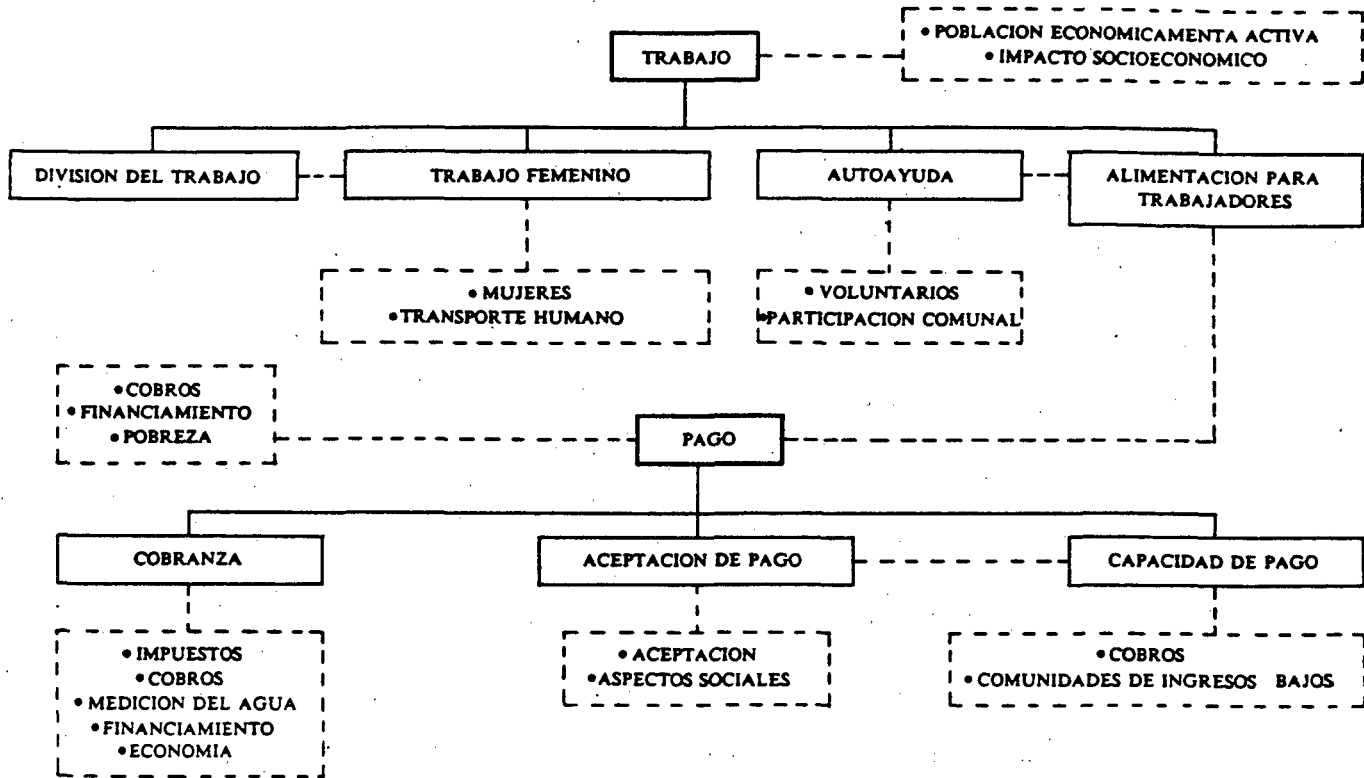 • POBLACION ECONOMICAMENTA ACTIVA
• IMPACTO SOCIOECONOMICO
TRABAJO
DIVISION DEL TRABAJO
TRABAJO FEMENINO
AUTOAYUDA
ALIMENTACION PARA
TRABAJADORES
• MUJERES
• TRANSPORTE HUMANO
• VOLUNTARIOS
• PARTICIPACION COMUNAL
• COBROS
• FINANCIAMIENTO
• POBREZA
PAGO
COBRANZA
ACEPTACION DE PAGO
CAPACIDAD DE PAGO
• IMPUESTOS
• COBROS
• MEDICION DEL AGUA
• FINANCIAMIENTO
• ECONOMIA
• ACEPTACION
• ASPECTOS SOCIALES
• COBROS
• COMUNIDADES DE INGRESOS BAJOS